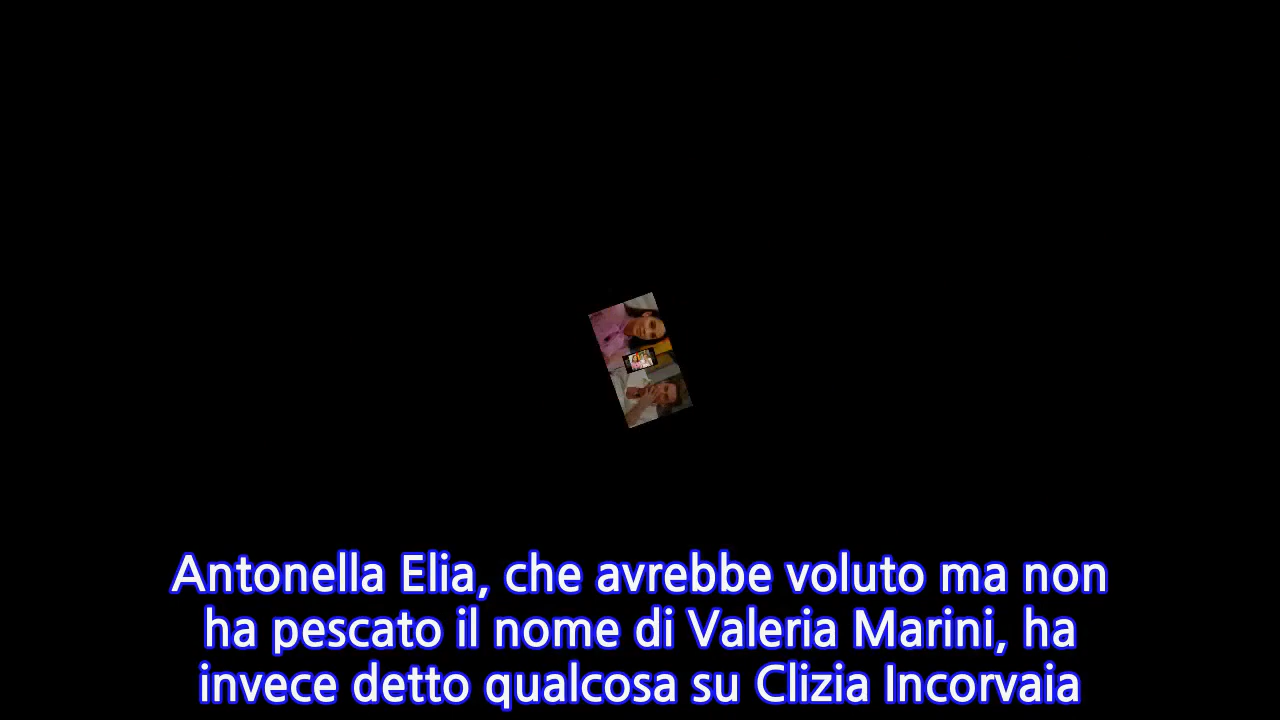 Antonella Elia, che avrebbe voluto ma non
ha pescato il nome di Valeria Marini, ha
invece detto qualcosa su Clizia Incorvaia